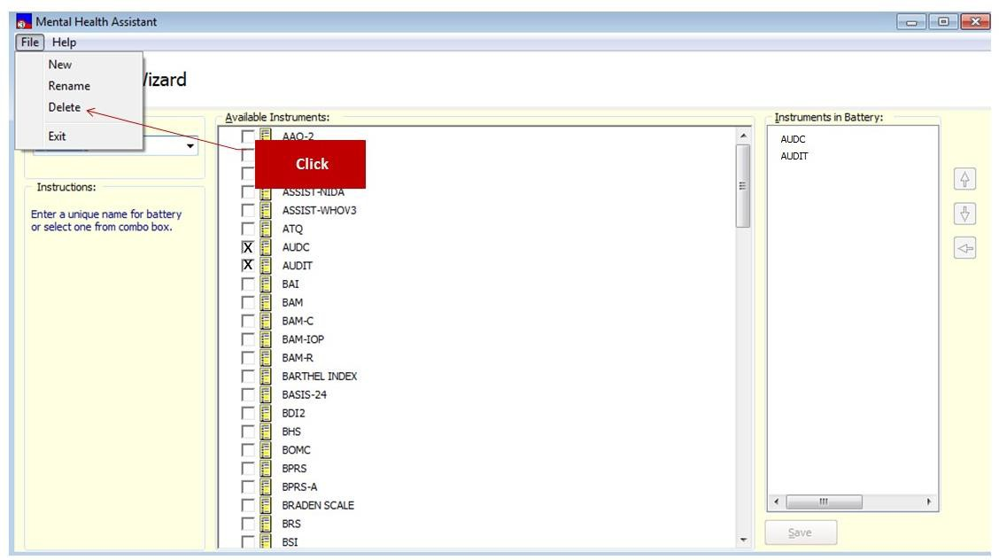 Mental Health Assistant
File Help
New
Rename
Delete
Exit
Wizard
Available Instruments:
Instruments in Battery:
AAQ-2
Click
ASSIST-NIDA
ASSIST-WHOV3
ATQ
X AUDC
X AUDIT
BAI
BAM
BAM-C
BAM-IOP
BAM-R
BARTHEL INDEX
BASIS-24
BDI2
BHS
BOMC
BPRS
BPRS-A
BRADEN SCALE
BRS
BSI
AUDC
AUDIT
Instructions:
Enter a unique name for battery
or select one from combo box.
Save